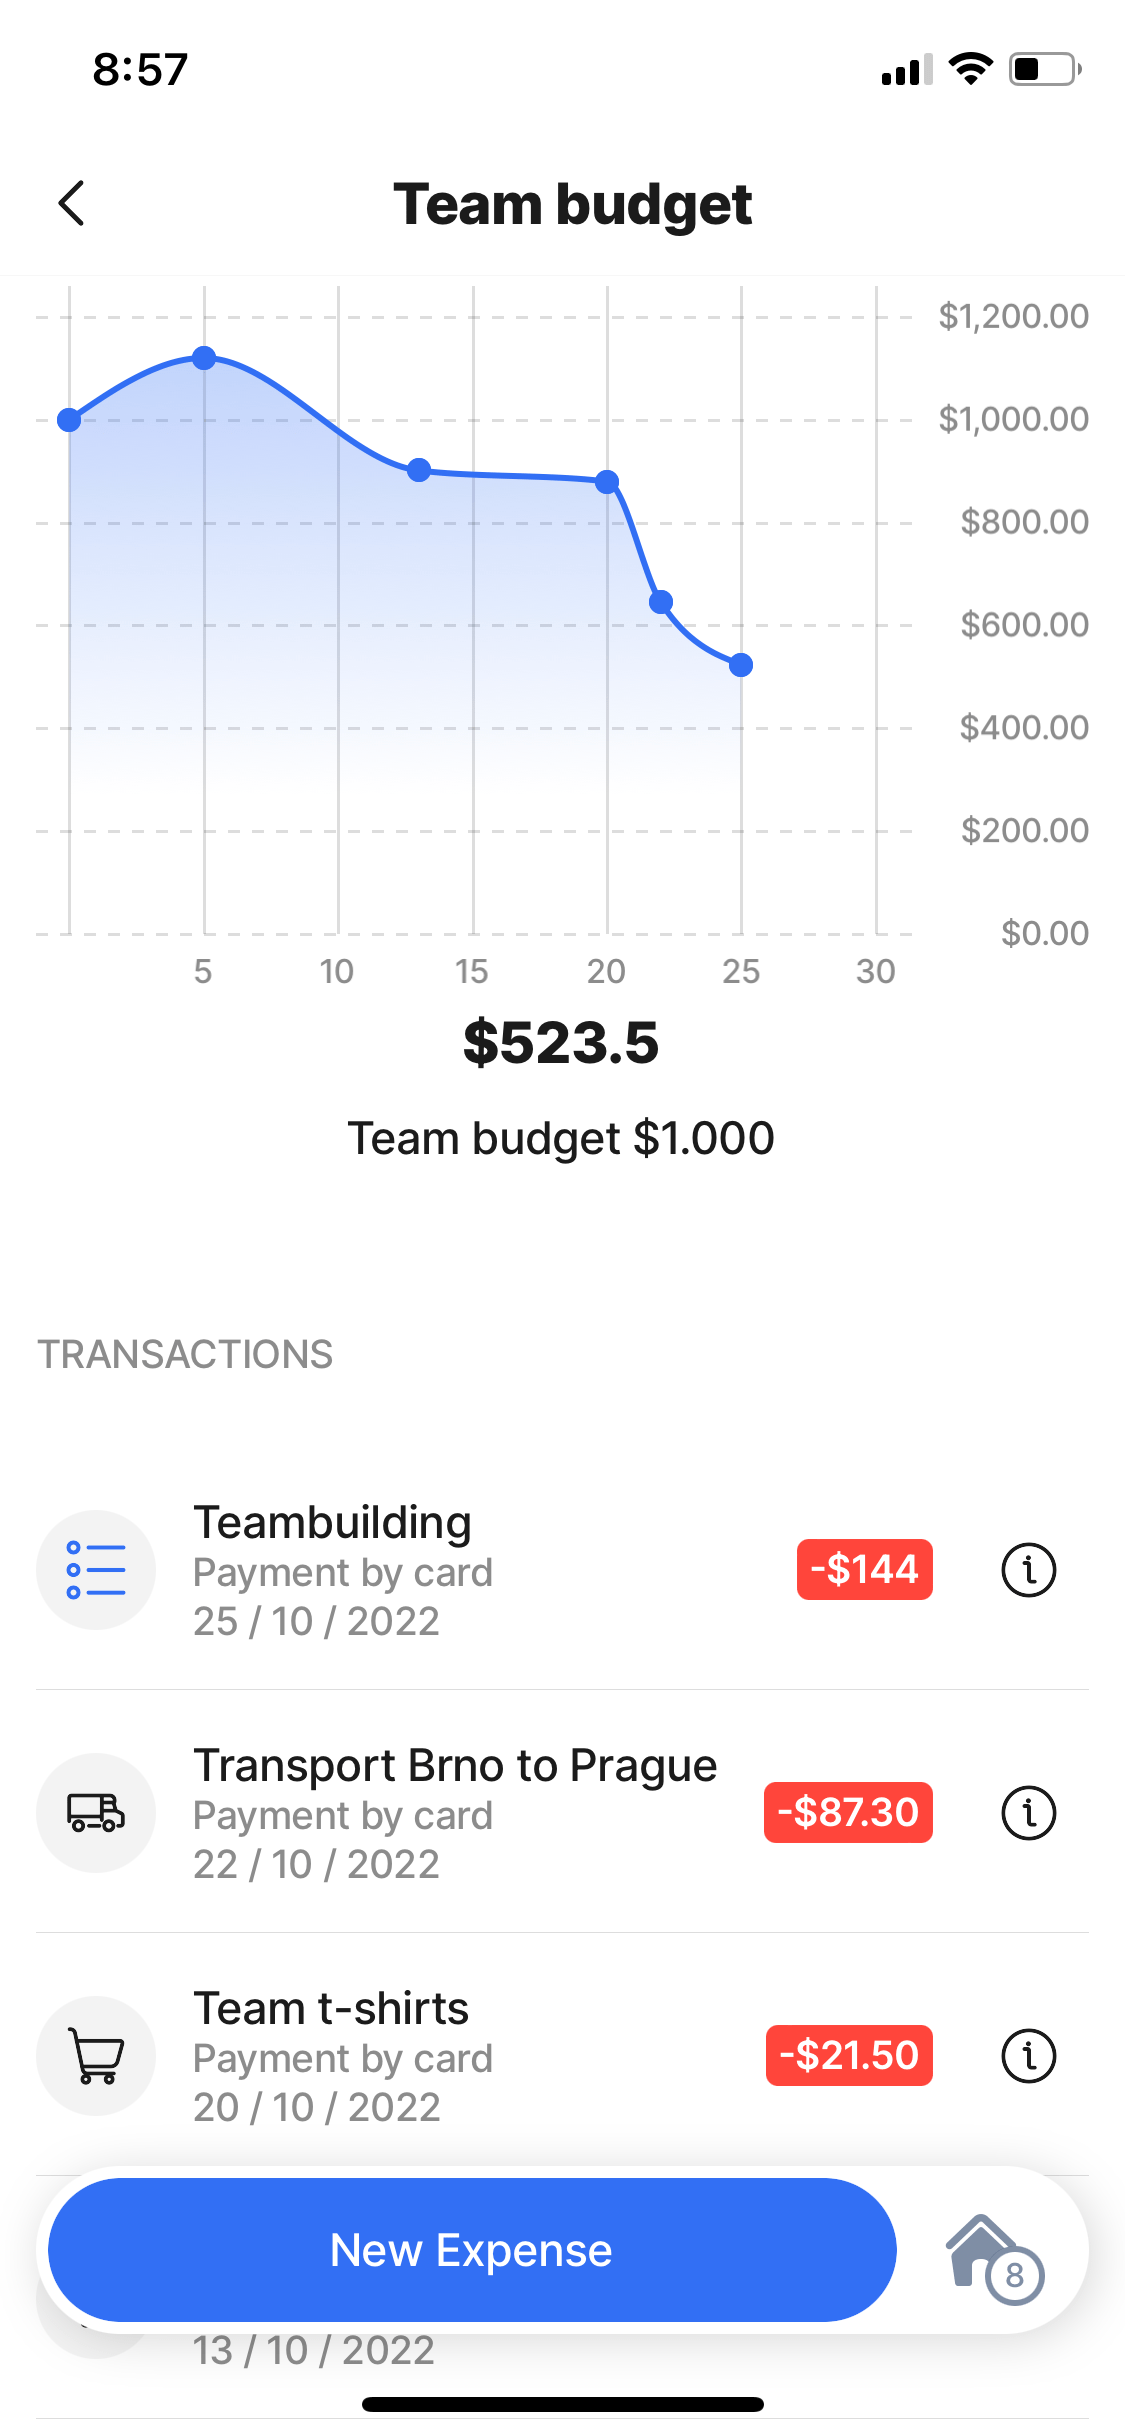 8:57
Team budget
$1,200.00
$1,000.00
$800.00
$600.00
$400.00
$200.00
$0.00
5 10 15 20 25 30
$523.5
Team budget $1.000
TRANSACTIONS
Teambuilding
Payment by card
25 / 10 / 2022
-$144
Transport Brno to Prague
Payment by card
22 / 10 / 2022
-$87.30
Team t-shirts
Payment by card
20 / 10 / 2022
-$21.50
New Expense
8
13 / 10 / 2022